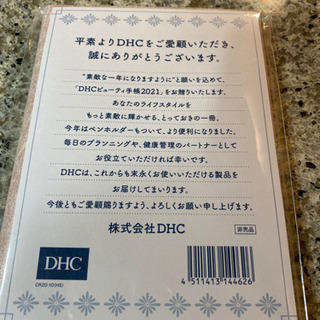 平素よりDHCをご愛顧いただき、
誠にありがとうございます。
"素敵な一年になりますように"と願いを込めて、
「DHCビューティ手帳2021」をお贈りいたします。
あなたのライフスタイルを
もっと素敵に輝かせる、とっておきの一冊。
今年はペンホルダーもついて、より便利になりました。
毎日のプランニングや、健康管理のパートナーとして
お役立ていただければ幸いです。
DHCは、これからも末永くお使いいただける製品を
お届けしてまいります。
今後ともご愛顧賜りますよう、よろしくお願い申し上げます。
株式会社DHC
非売品
DHC
4 511413 144626